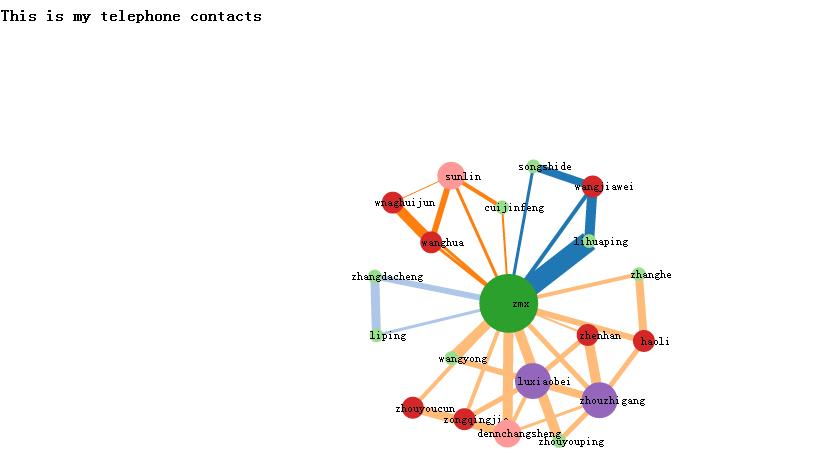 This is my telephone contacts
songshide
sunlin
wangjiawei
wnaghuijun
cuijinfeng
wanghua
lihuaping
zhangdacheng
zhanghe
zmx
liping
zhenhan
haoli
wangyong
luxiaobei
zhouyoucun
zhouzhigang
zongqingji
dennchangsheng
zhouyouping